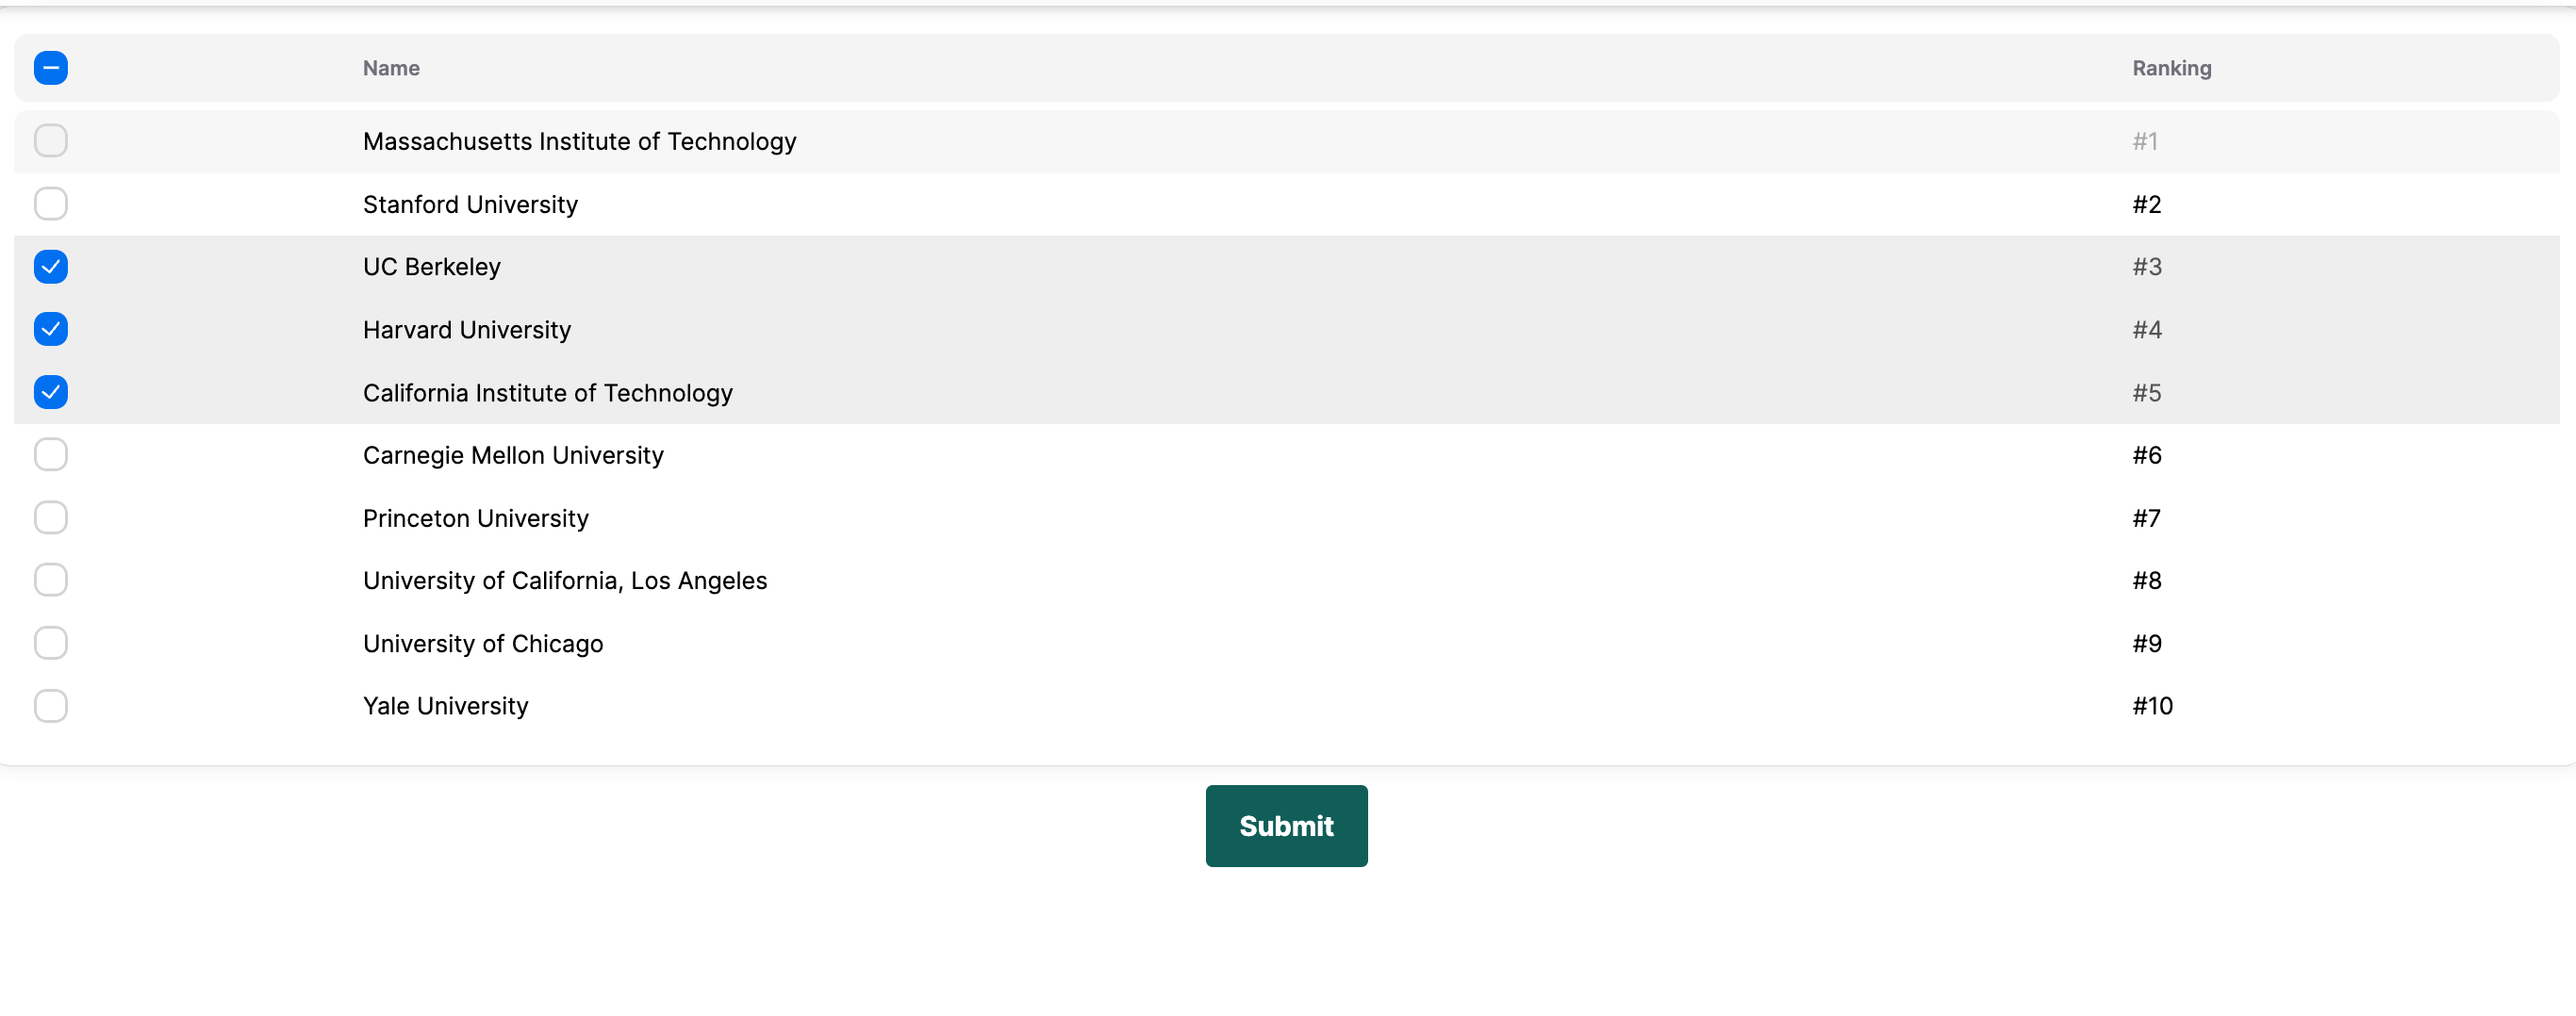 Name Ranking
Massachusetts Institute of Technology #1
Stanford University #2
UC Berkeley #3
Harvard University #4
California Institute of Technology #5
Carnegie Mellon University #6
Princeton University #7
University of California, Los Angeles #8
University of Chicago #9
Yale University #10
Submit